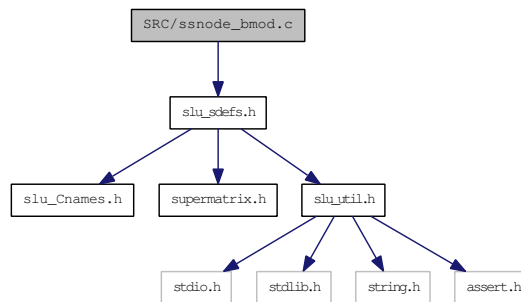 SRC/ssnode_bmod.c
slu_sdefs.h
slu_Cnames.h
supermatrix.h
slu_util.h
stdio.h
stdlib.h
string.h
assert.h